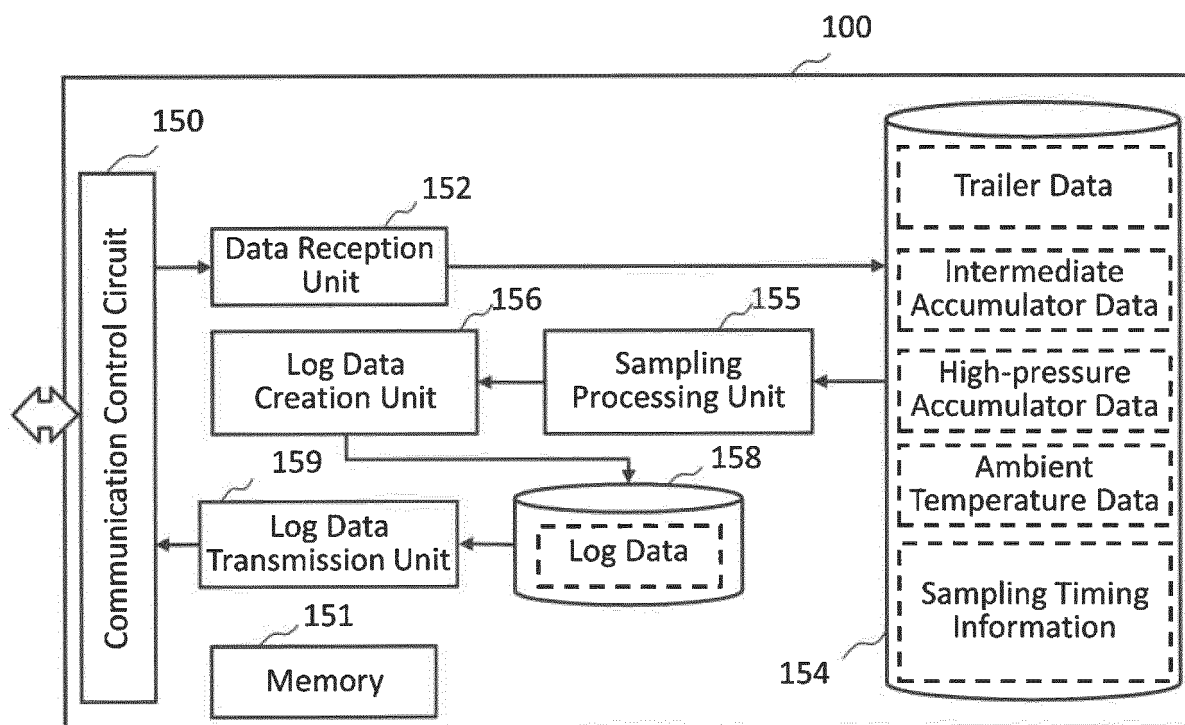 100
150
Communication Control Circuit
152
Data Reception
Unit
156
Log Data
Creation Unit
155
Sampling
Processing Unit
159
Log Data
Transmission Unit
158
Log Data
151
Memory
Trailer Data
Intermediate
Accumulator Data
High-pressure
Accumulator Data
Ambient
Temperature Data
Sampling Timing
Information
154